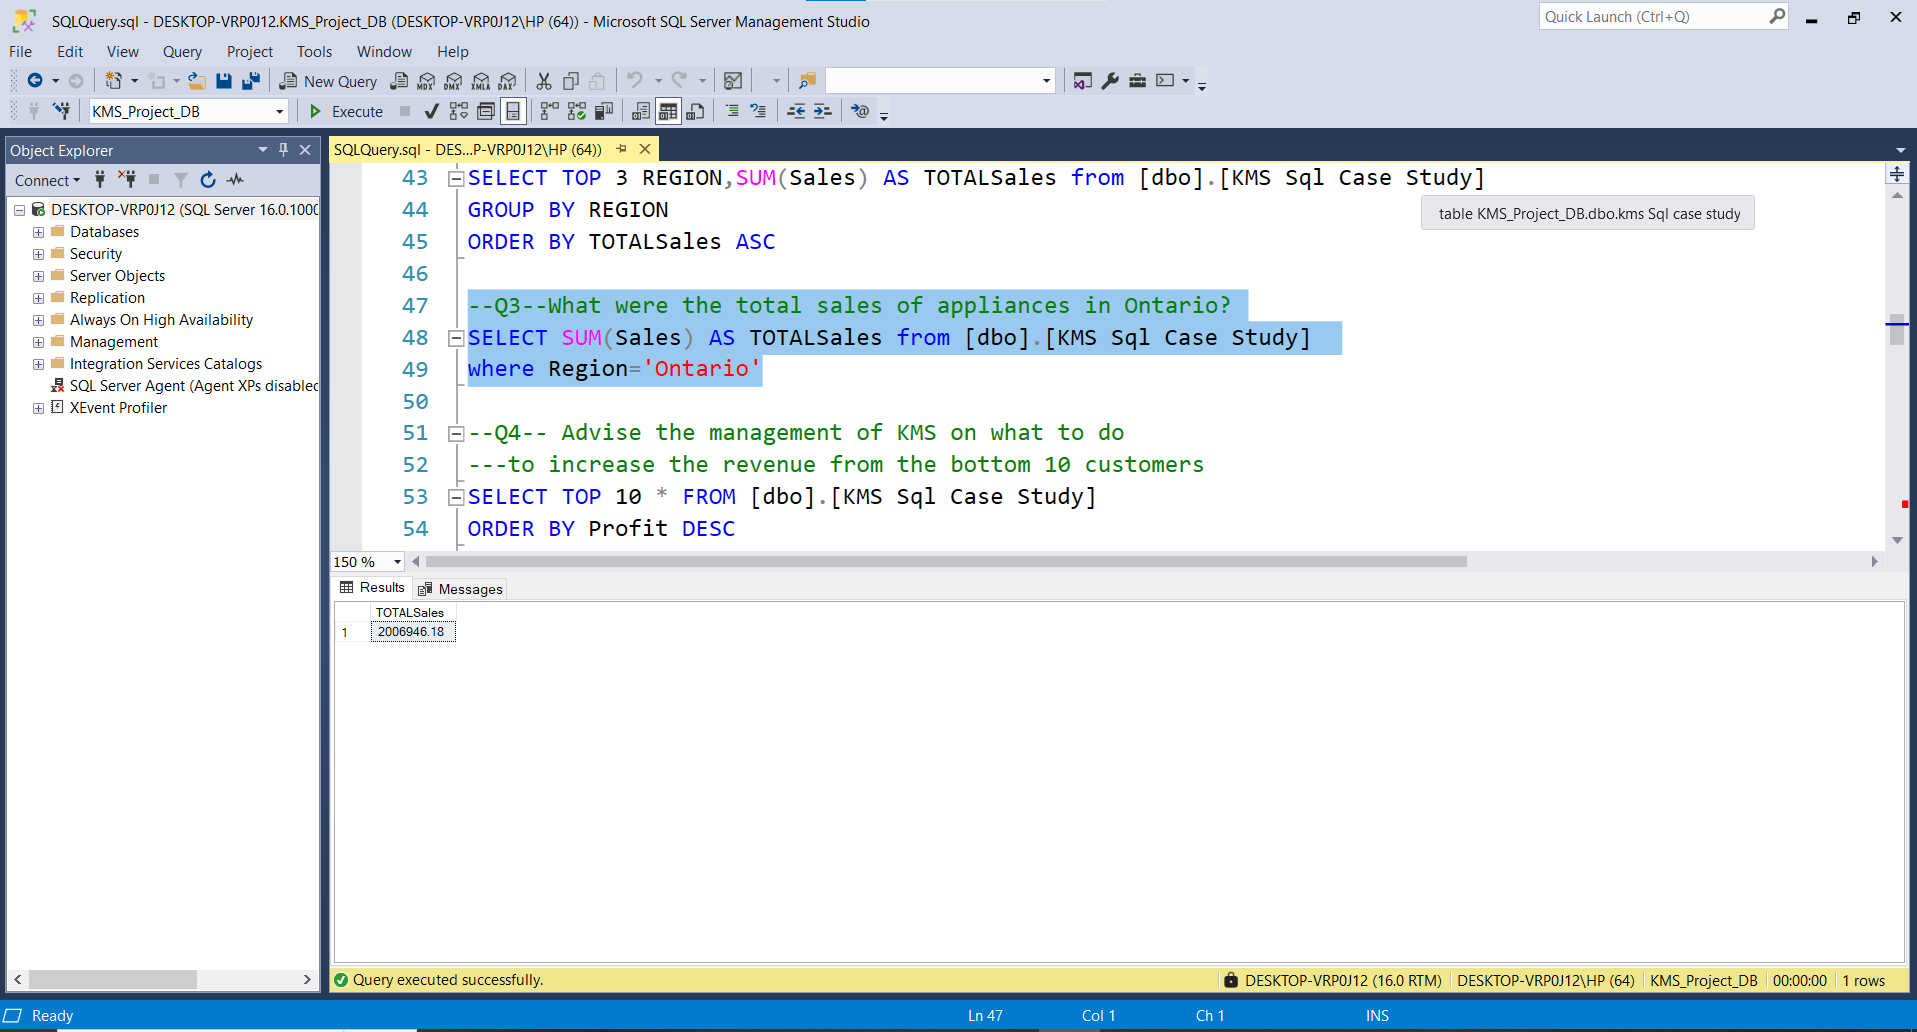 SQLQuery.sql - DESKTOP-VRP0J12.KMS_Project_DB (DESKTOP-VRP0J12\HP (64)) - Microsoft SQL Server Management Studio
Quick Launch (Ctrl+Q)
File Edit View Query Project Tools Window Help
New Query MDX DMX XMLA DAX
KMS_Project_DB Execute
Object Explorer
Connect
DESKTOP-VRP0J12 (SQL Server 16.0.1000
Databases
Security
Server Objects
Replication
Always On High Availability
Management
Integration Services Catalogs
SQL Server Agent (Agent XPs disabled
XEvent Profiler
SQLQuery.sql - DES...P-VRP0J12\HP (64))
43 SELECT TOP 3 REGION,SUM(Sales) AS TOTALSales from [dbo].[KMS Sql Case Study]
44 GROUP BY REGION
table KMS_Project_DB.dbo.kms Sql case study
45 ORDER BY TOTALSales ASC
46
47 --Q3--What were the total sales of appliances in Ontario?
48 SELECT SUM(Sales) AS TOTALSales from [dbo].[KMS Sql Case Study]
49 where Region='Ontario'
50
51 --Q4-- Advise the management of KMS on what to do
52 ---to increase the revenue from the bottom 10 customers
53 SELECT TOP 10 * FROM [dbo].[KMS Sql Case Study]
54 ORDER BY Profit DESC
150 %
Results Messages
TOTALSales
1 2006946.18
Query executed successfully. DESKTOP-VRP0J12 (16.0 RTM) DESKTOP-VRP0J12\HP (64) KMS_Project_DB 00:00:00 1 rows
Ready Ln 47 Col 1 Ch 1 INS